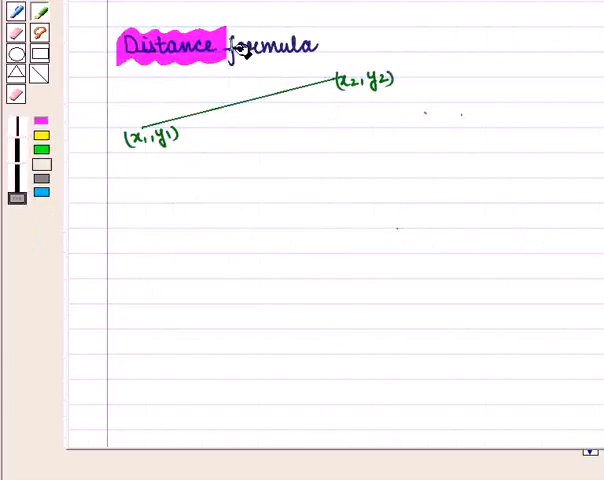 Distance formula
(x2, y2)
(x1, y1)